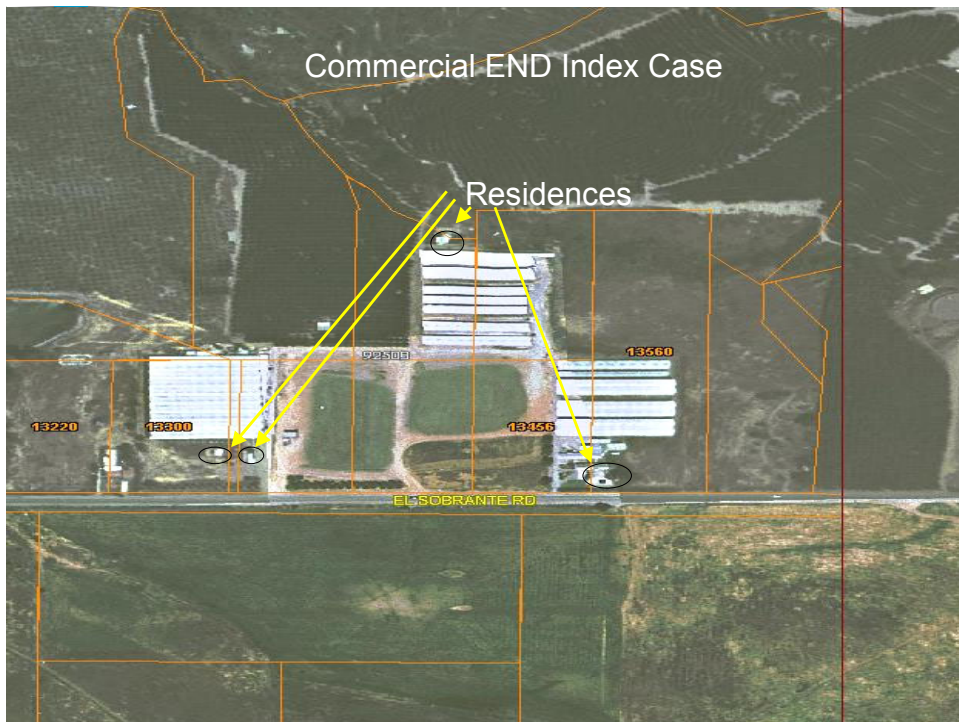 Commercial END Index Case
Residences
92508
13560
13220
13300
13456
EL SOBRANTE RD